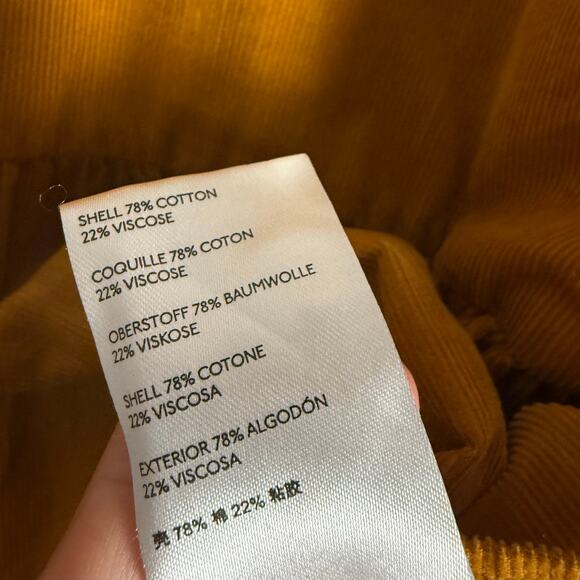 SHELL 78% COTTON
22% VISCOSE
COQUILLE 78% COTON
22% VISCOSE
OBERSTOFF 78% BAUMWOLLE
22% VISKOSE
SHELL 78% COTONE
22% VISCOSA
EXTERIOR 78% ALGODÓN
22% VISCOSA
壳 78% 棉 22% 粘胶